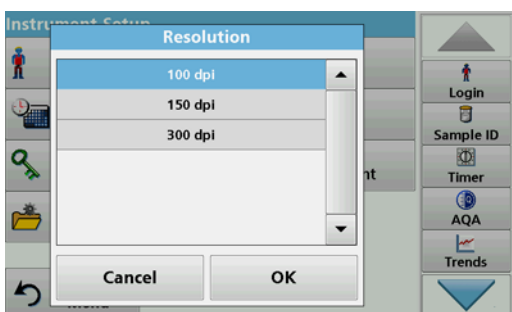 Instrument Setup
Resolution
100 dpi
150 dpi
300 dpi
Cancel
OK
Login
Sample ID
Timer
AQA
Trends